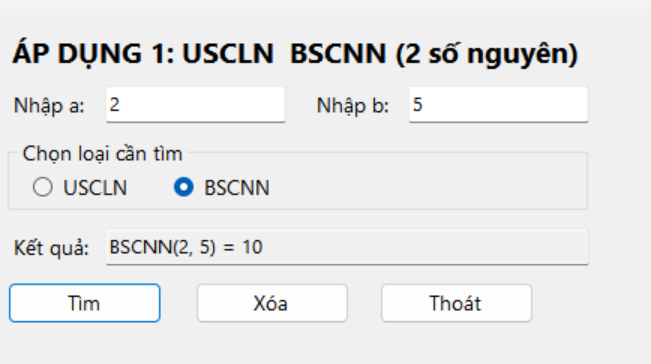 ÁP DỤNG 1: USCLN  BSCNN (2 số nguyên)
Nhập a: 2 Nhập b: 5
Chọn loại cần tìm
USCLN BSCNN
Kết quả: BSCNN(2, 5) = 10
Tìm Xóa Thoát